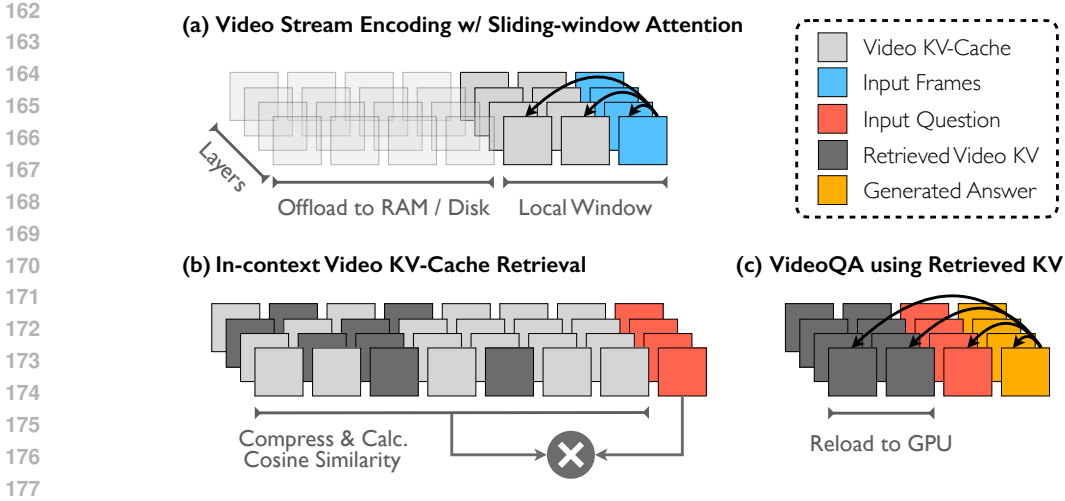 162
163
164
165
166
167
168
169
170
171
172
173
174
175
176
177
(a) Video Stream Encoding w/ Sliding-window Attention
Layers
Offload to RAM / Disk
Local Window
Video KV-Cache
Input Frames
Input Question
Retrieved Video KV
Generated Answer
(b) In-context Video KV-Cache Retrieval
Compress & Calc.
Cosine Similarity
(c) VideoQA using Retrieved KV
Reload to GPU